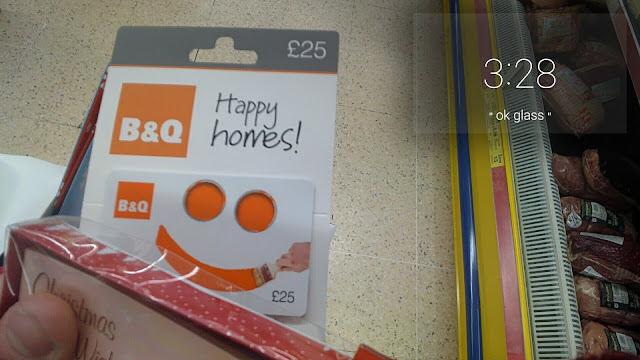 £25
B&Q
Happy
homes!
B&Q
£25
Christmas
3:28
" ok glass "